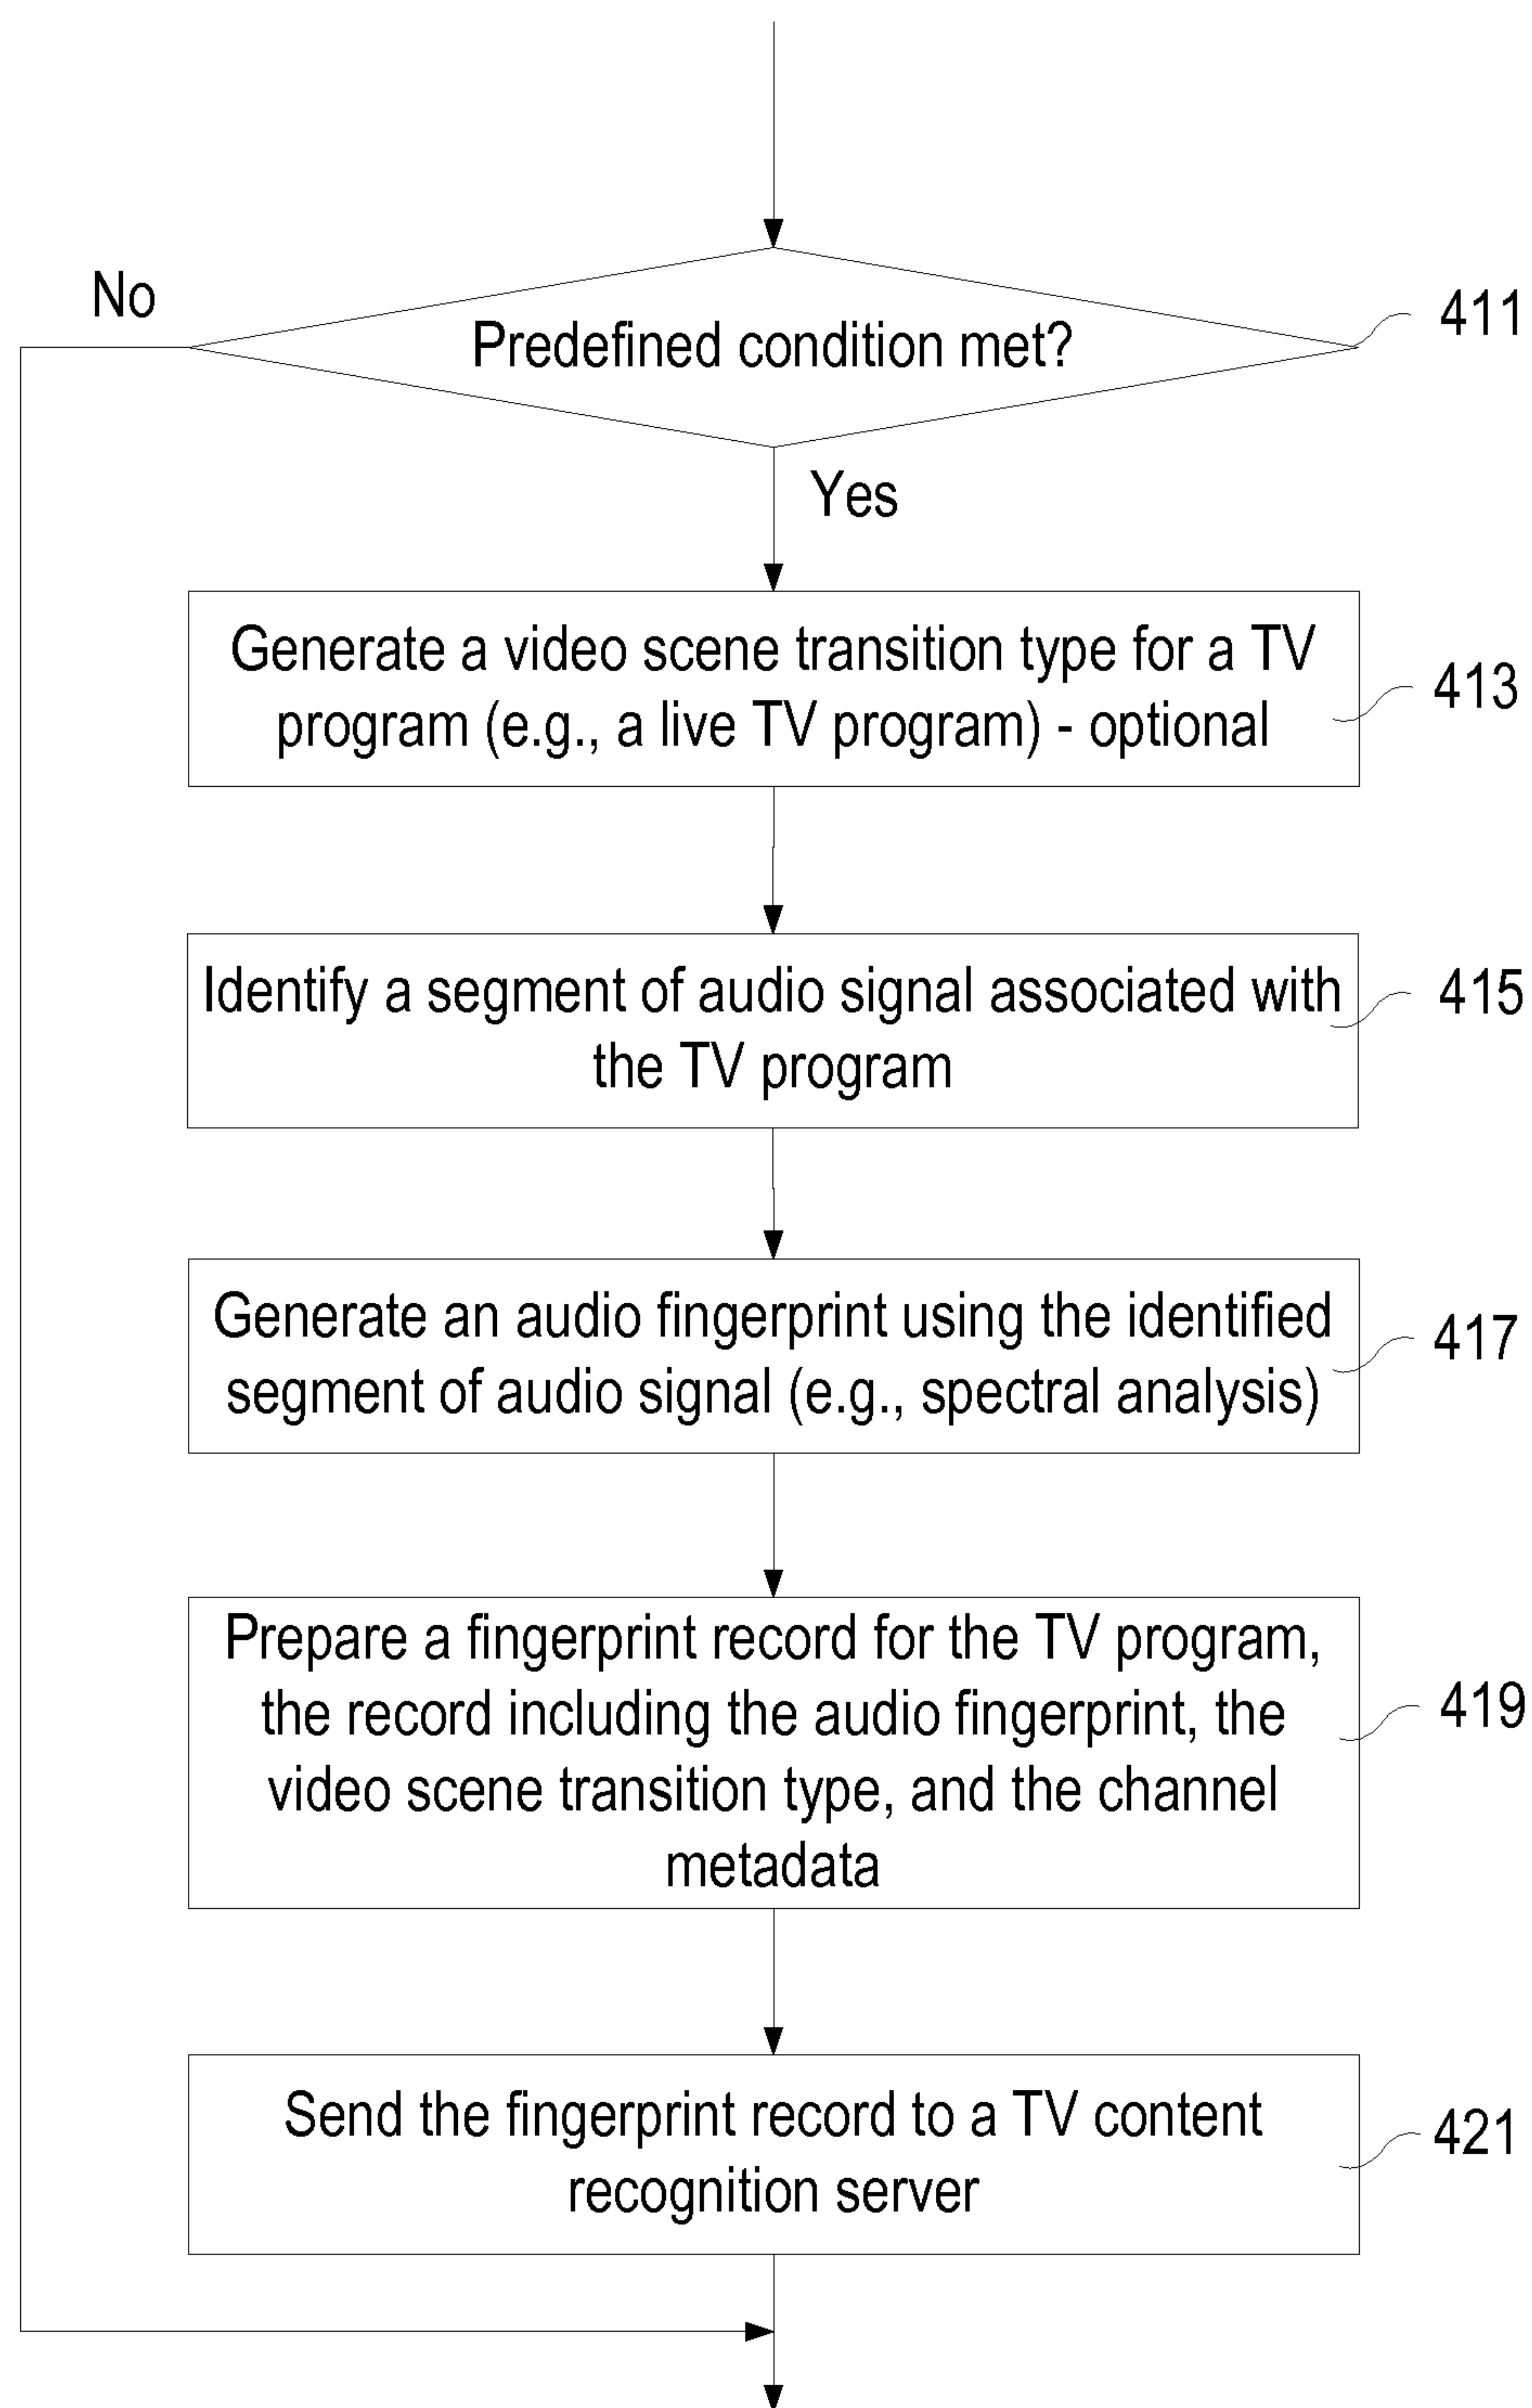 No
Predefined condition met?
411
Yes
Generate a video scene transition type for a TV
program (e.g., a live TV program) - optional
413
Identify a segment of audio signal associated with
the TV program
415
Generate an audio fingerprint using the identified
segment of audio signal (e.g., spectral analysis)
417
Prepare a fingerprint record for the TV program,
the record including the audio fingerprint, the
video scene transition type, and the channel
metadata
419
Send the fingerprint record to a TV content
recognition server
421